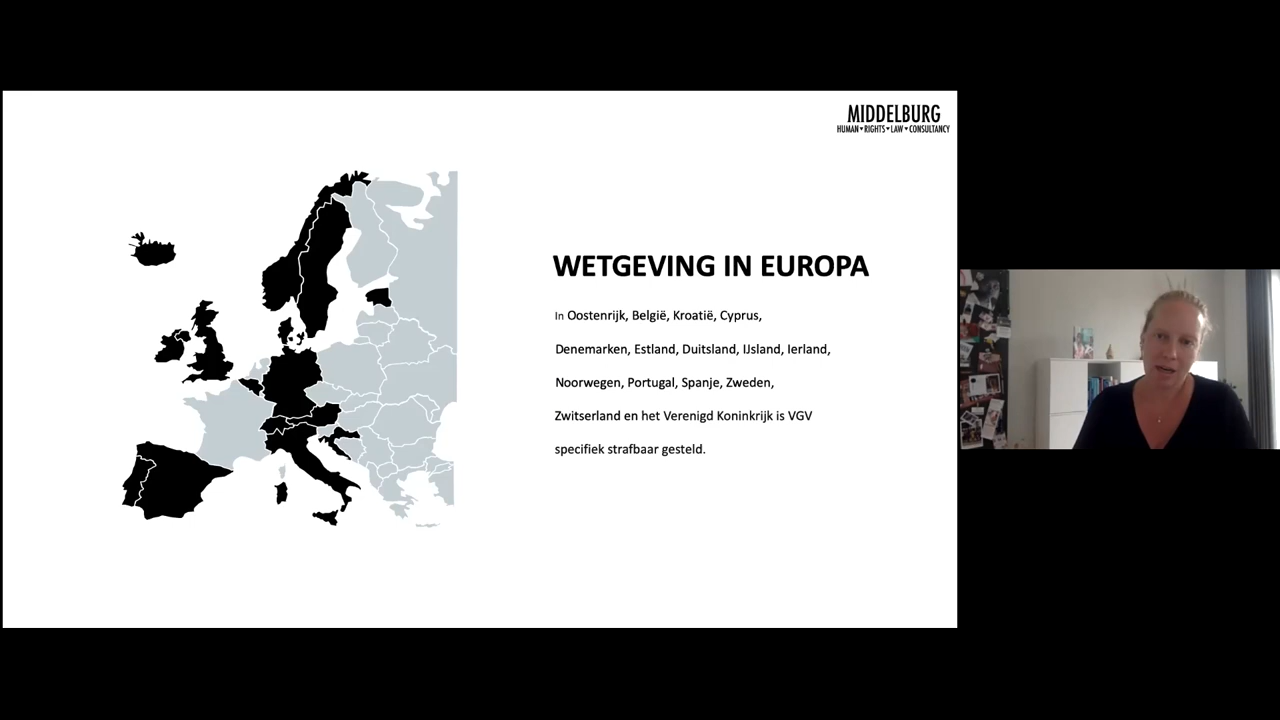 MIDDELBURG
HUMAN♥RIGHTS♥LAW♥CONSULTANCY
WETGEVING IN EUROPA
In Oostenrijk, België, Kroatië, Cyprus,
Denemarken, Estland, Duitsland, IJsland, Ierland,
Noorwegen, Portugal, Spanje, Zweden,
Zwitserland en het Verenigd Koninkrijk is VGV
specifiek strafbaar gesteld.